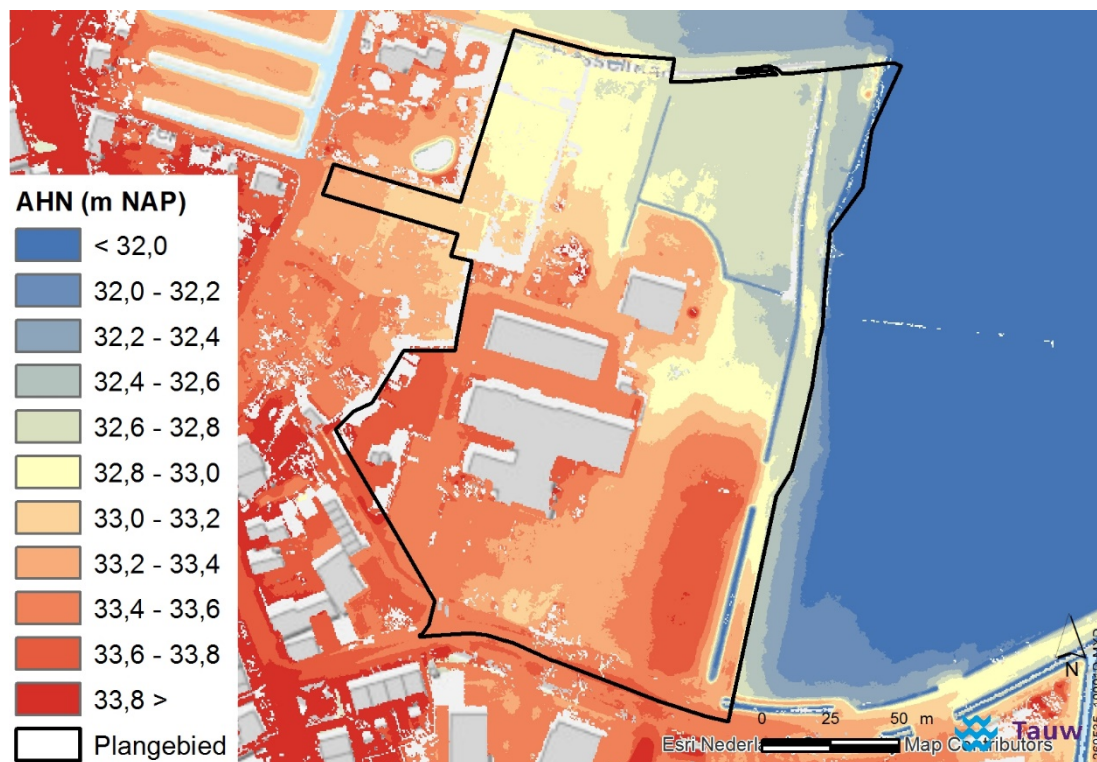 AHN (m NAP)
< 32,0
32,0 - 32,2
32,2 - 32,4
32,4 - 32,6
32,6 - 32,8
32,8 - 33,0
33,0 - 33,2
33,2 - 33,4
33,4 - 33,6
33,6 - 33,8
33,8 >
Plangebied
N
0 25 50 m
Tauw
Map Contributors